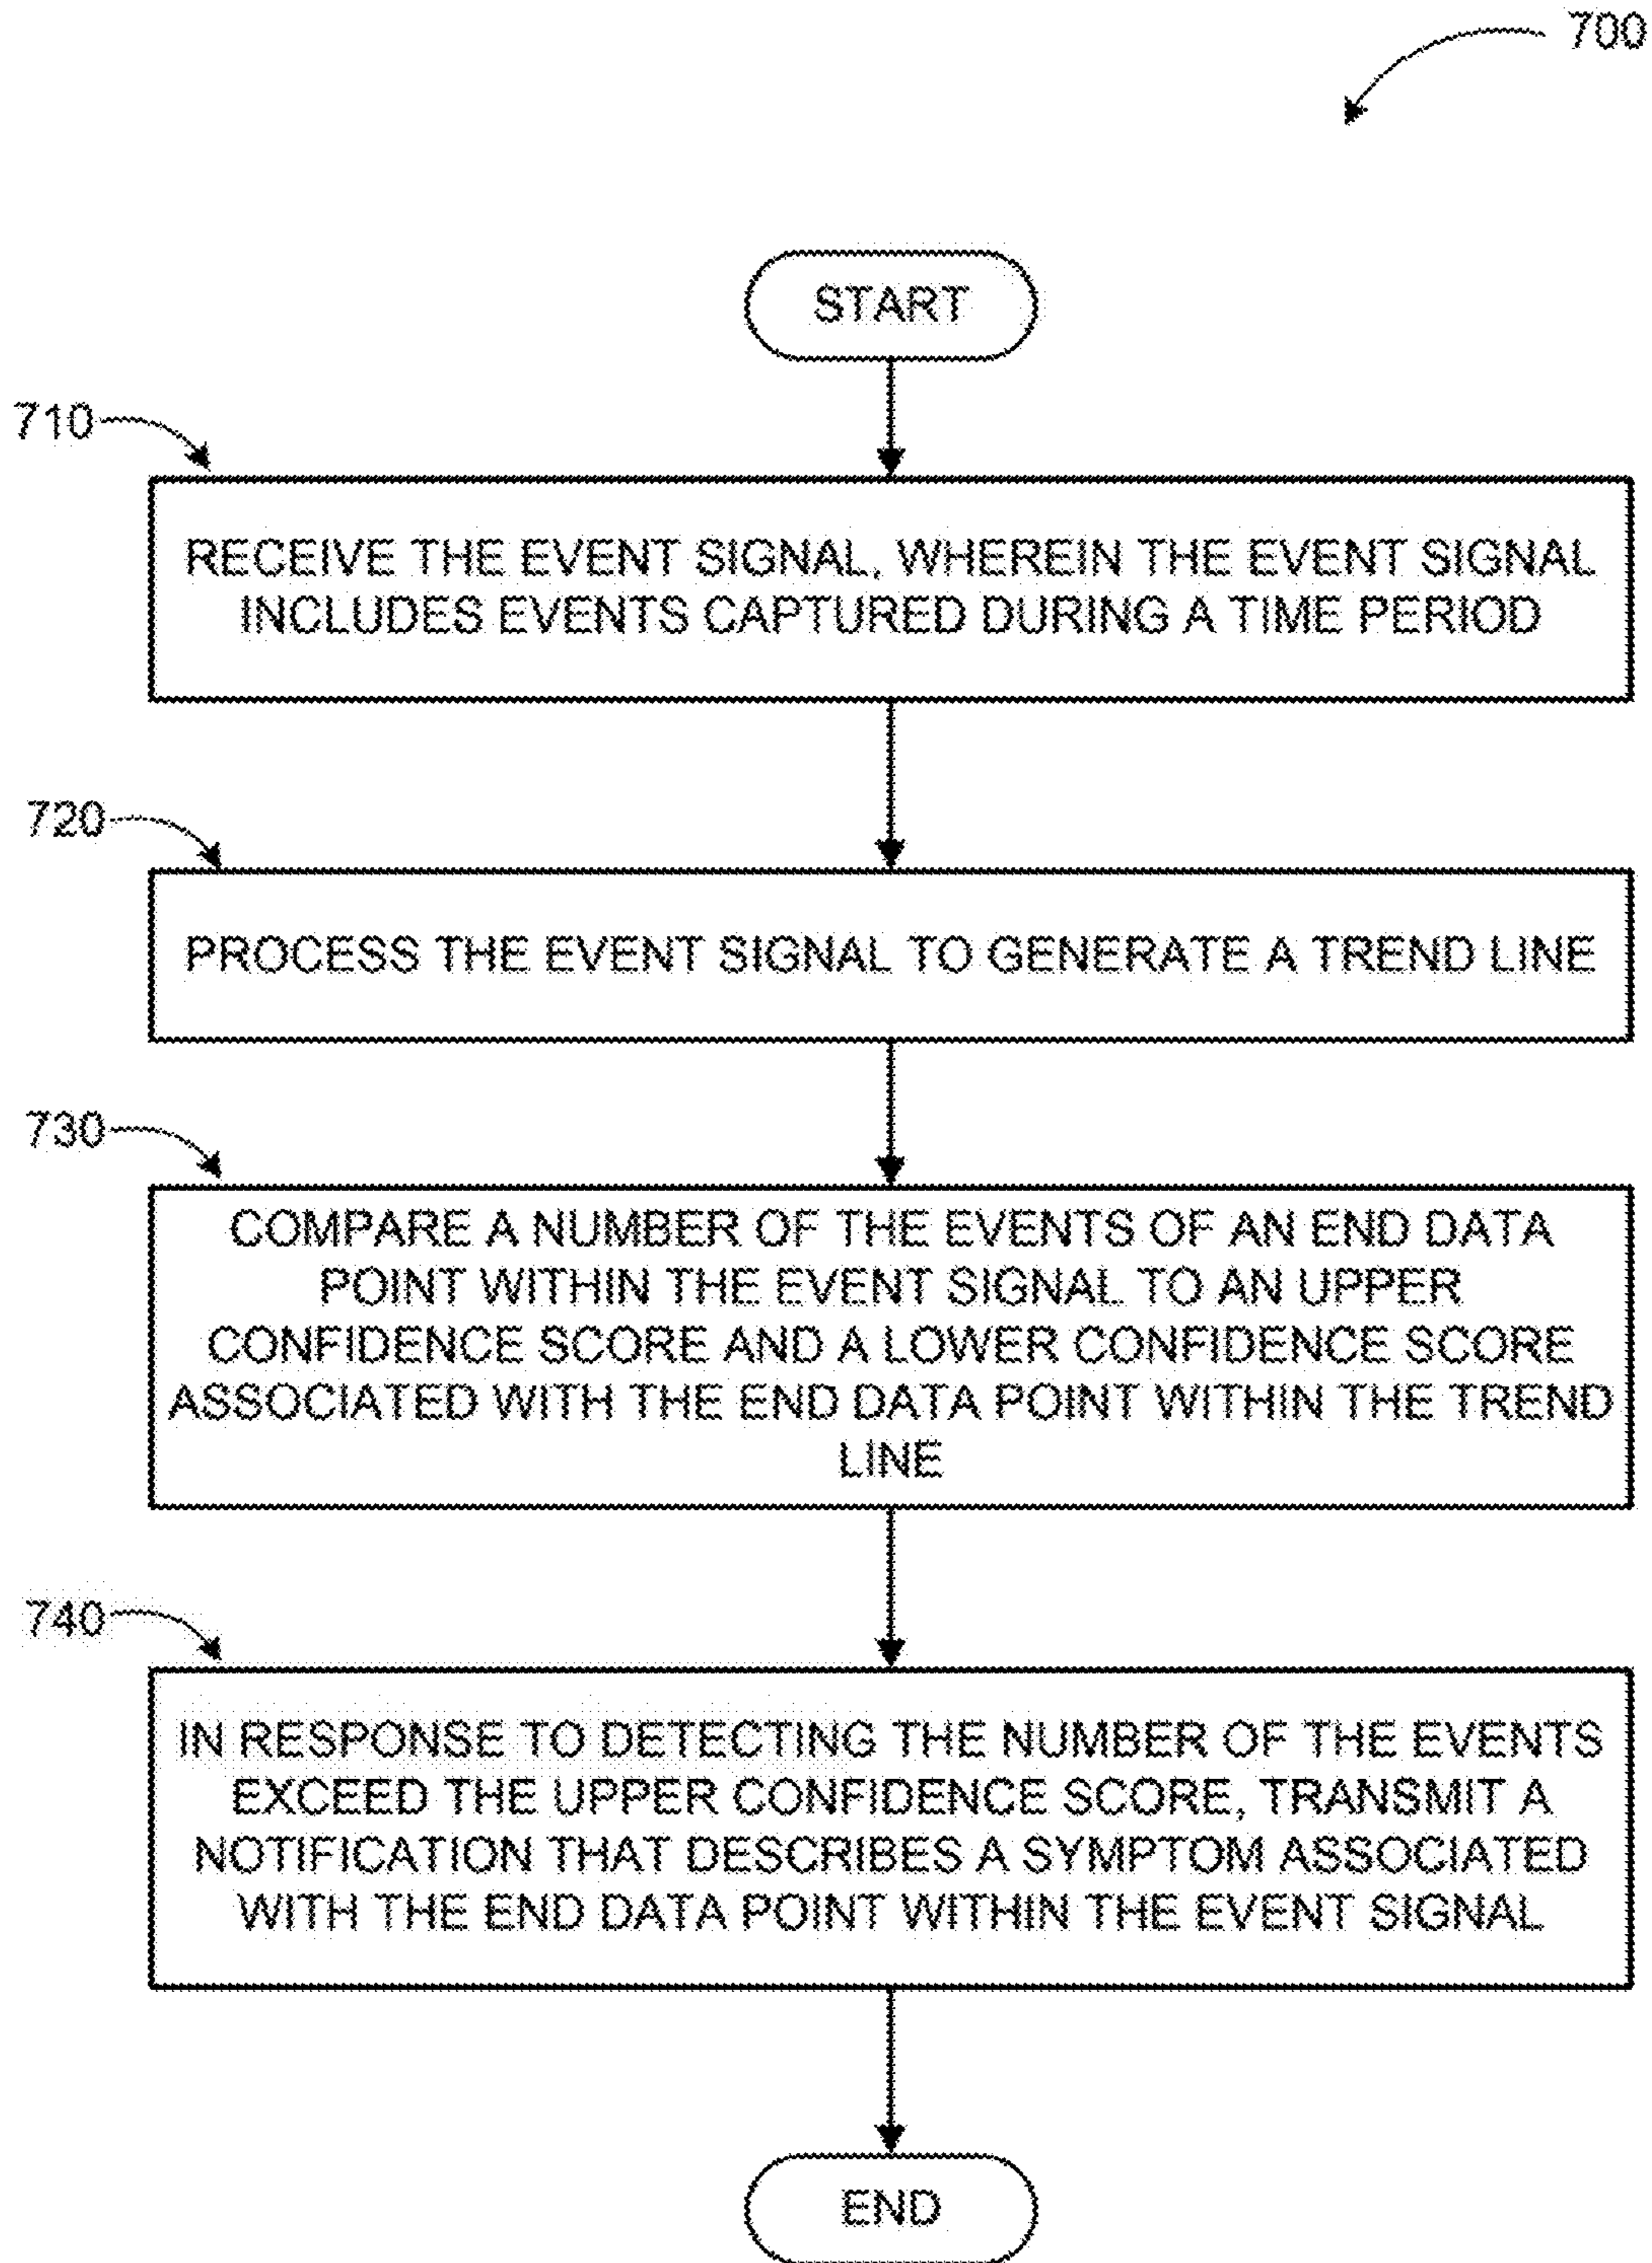 700
START
710
RECEIVE THE EVENT SIGNAL, WHEREIN THE EVENT SIGNAL
INCLUDES EVENTS CAPTURED DURING A TIME PERIOD
720
PROCESS THE EVENT SIGNAL TO GENERATE A TREND LINE
730
COMPARE A NUMBER OF THE EVENTS OF AN END DATA
POINT WITHIN THE EVENT SIGNAL TO AN UPPER
CONFIDENCE SCORE AND A LOWER CONFIDENCE SCORE
ASSOCIATED WITH THE END DATA POINT WITHIN THE TREND
LINE
740
IN RESPONSE TO DETECTING THE NUMBER OF THE EVENTS
EXCEED THE UPPER CONFIDENCE SCORE, TRANSMIT A
NOTIFICATION THAT DESCRIBES A SYMPTOM ASSOCIATED
WITH THE END DATA POINT WITHIN THE EVENT SIGNAL
END